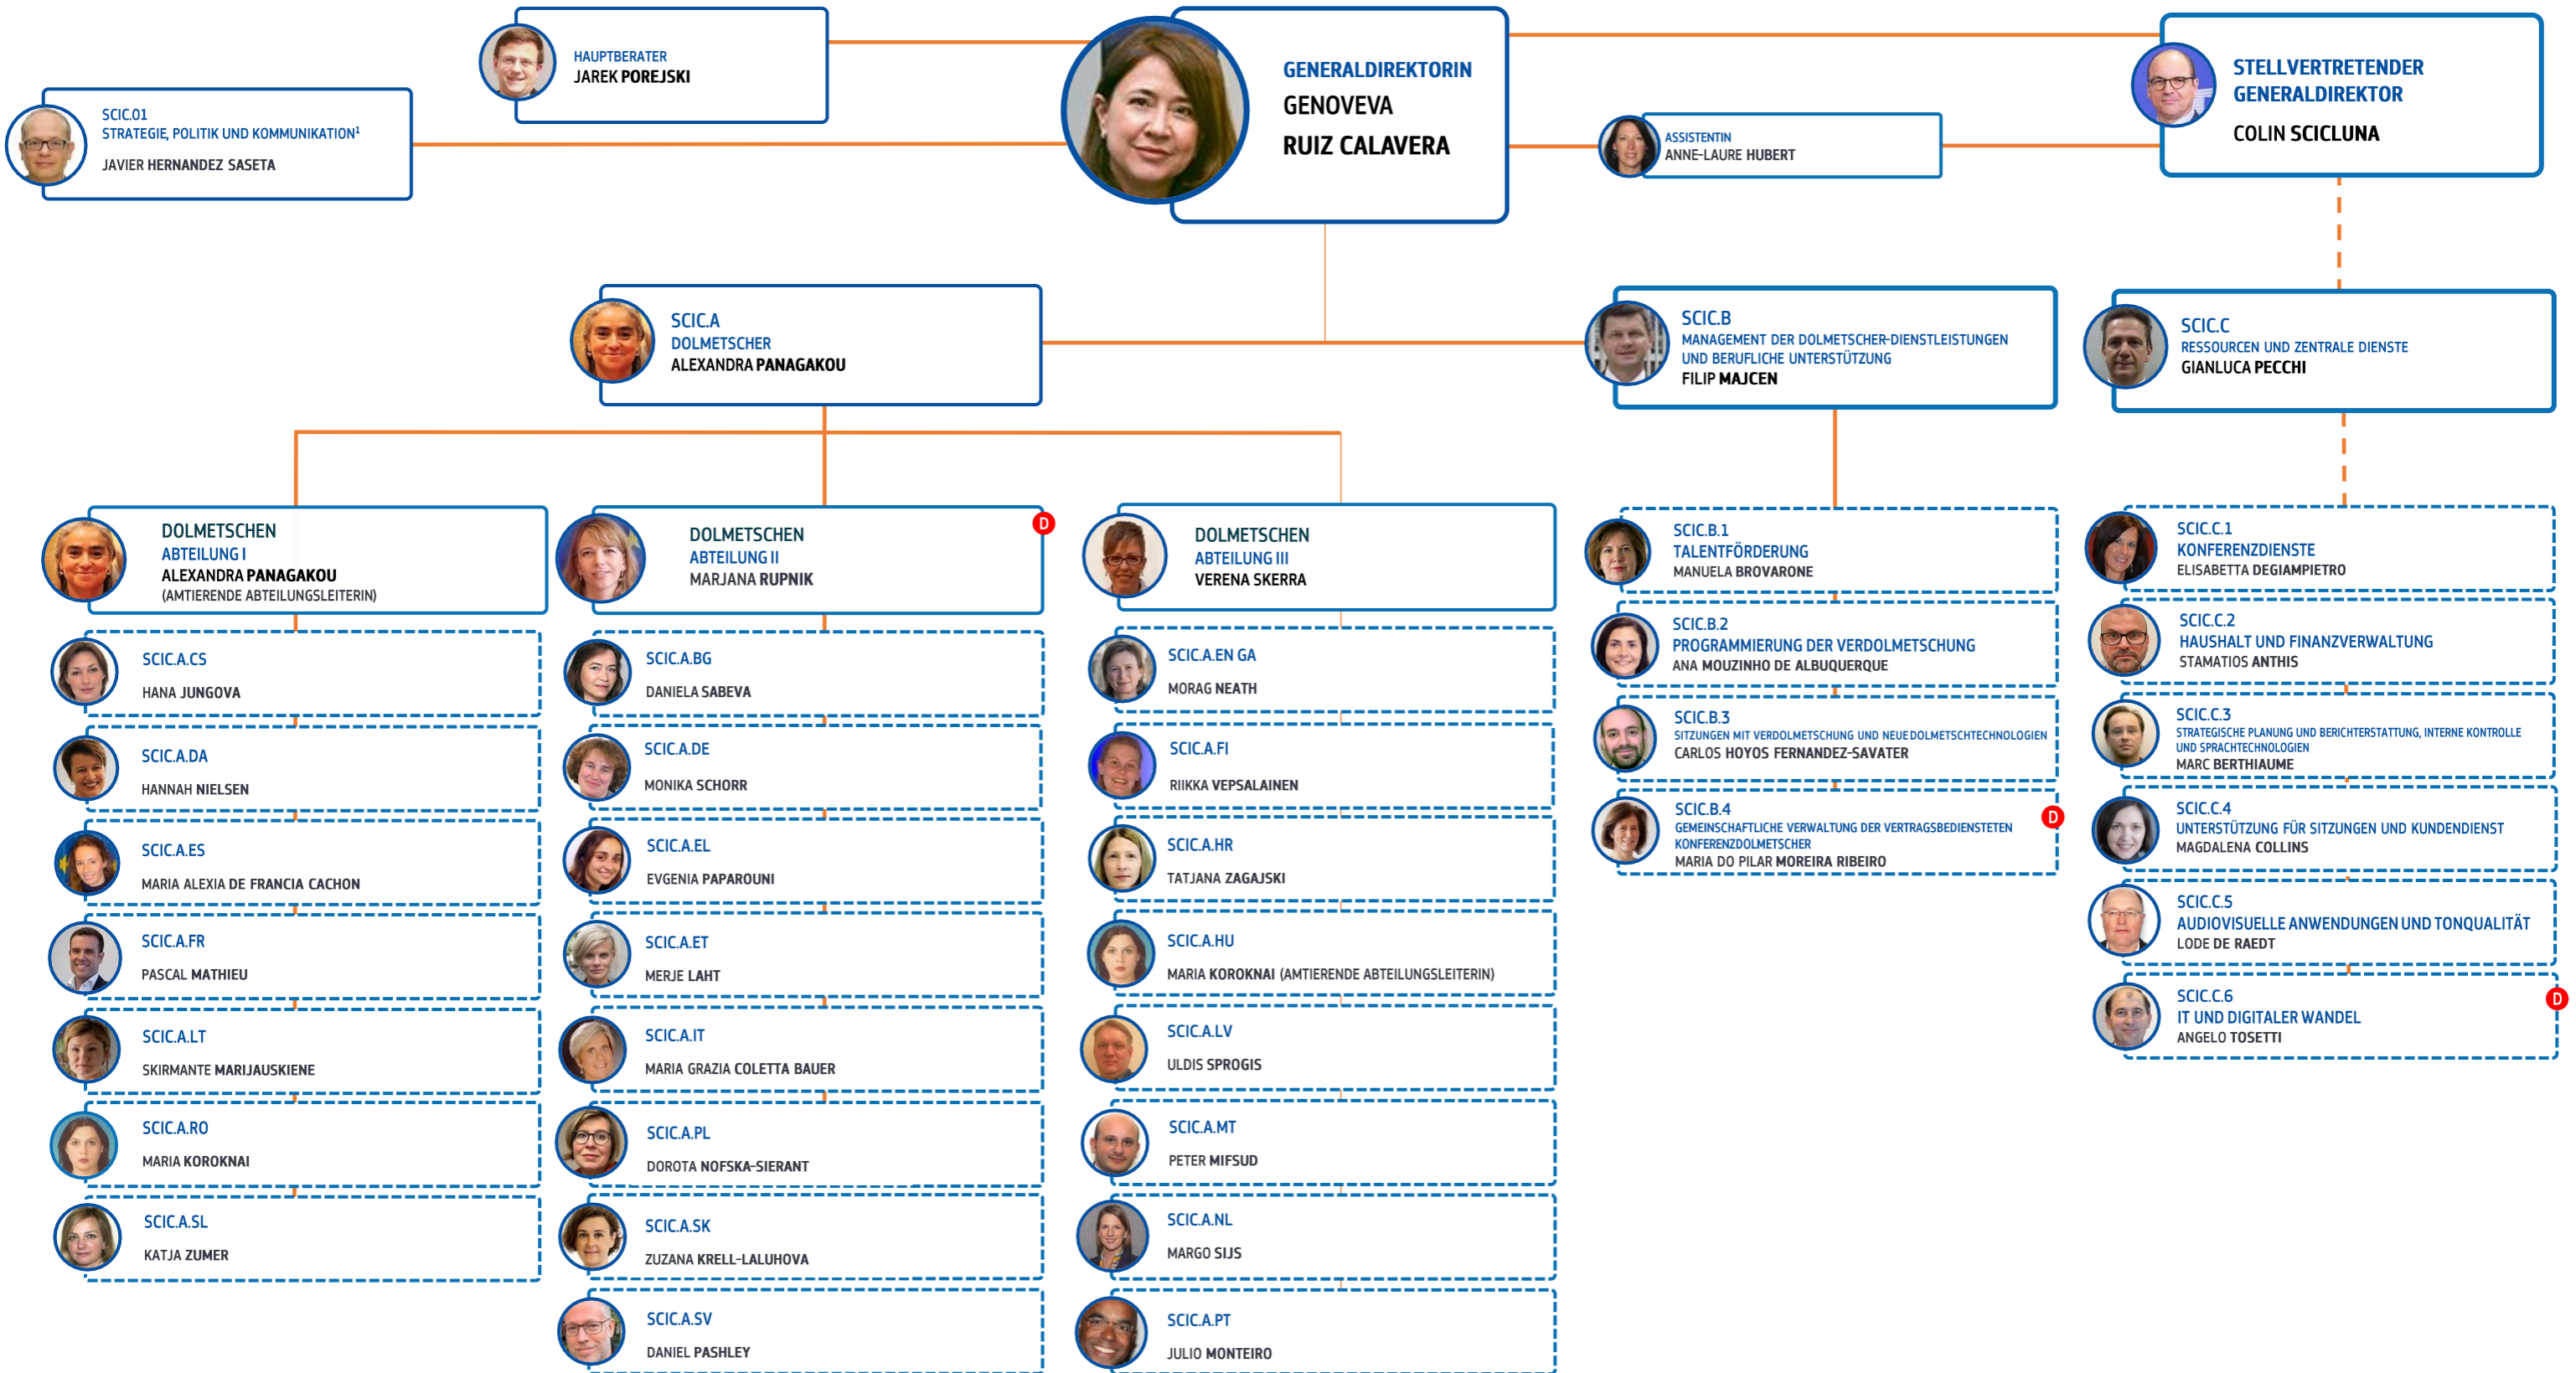 HAUPTBERATER
JAREK POREJSKI
SCIC.01
STRATEGIE, POLITIK UND KOMMUNIKATION¹
JAVIER HERNANDEZ SASETA
GENERALDIREKTORIN
GENOVEVA
RUIZ CALAVERA
ASSISTENTIN
ANNE-LAURE HUBERT
STELLVERTRETENDER
GENERALDIREKTOR
COLIN SCICLUNA
SCIC.A
DOLMETSCHER
ALEXANDRA PANAGAKOU
SCIC.B
MANAGEMENT DER DOLMETSCHER-DIENSTLEISTUNGEN
UND BERUFLICHE UNTERSTÜTZUNG
FILIP MAJCEN
SCIC.C
RESSOURCEN UND ZENTRALE DIENSTE
GIANLUCA PECCHI
DOLMETSCHEN
ABTEILUNG I
ALEXANDRA PANAGAKOU
(AMTIERENDE ABTEILUNGSLEITERIN)
SCIC.A.CS
HANA JUNGOVA
SCIC.A.DA
HANNAH NIELSEN
SCIC.A.ES
MARIA ALEXIA DE FRANCIA CACHON
SCIC.A.FR
PASCAL MATHIEU
SCIC.A.LT
SKIRMANTE MARIJAUSKIENE
SCIC.A.RO
MARIA KOROKNAI
SCIC.A.SL
KATJA ZUMER
DOLMETSCHEN
ABTEILUNG II
MARJANA RUPNIK
D
SCIC.A.BG
DANIELA SABEVA
SCIC.A.DE
MONIKA SCHORR
SCIC.A.EL
EVGENIA PAPAROUNI
SCIC.A.ET
MERJE LAHT
SCIC.A.IT
MARIA GRAZIA COLETTA BAUER
SCIC.A.PL
DOROTA NOFSKA-SIERANT
SCIC.A.SK
ZUZANA KRELL-LALUHOVA
SCIC.A.SV
DANIEL PASHLEY
DOLMETSCHEN
ABTEILUNG III
VERENA SKERRA
SCIC.A.EN GA
MORAG NEATH
SCIC.A.FI
RIIKKA VEPSALAINEN
SCIC.A.HR
TATJANA ZAGAJSKI
SCIC.A.HU
MARIA KOROKNAI (AMTIERENDE ABTEILUNGSLEITERIN)
SCIC.A.LV
ULDIS SPROGIS
SCIC.A.MT
PETER MIFSUD
SCIC.A.NL
MARGO SIJS
SCIC.A.PT
JULIO MONTEIRO
SCIC.B.1
TALENTFÖRDERUNG
MANUELA BROVARONE
SCIC.B.2
PROGRAMMIERUNG DER VERDOLMETSCHUNG
ANA MOUZINHO DE ALBUQUERQUE
SCIC.B.3
SITZUNGEN MIT VERDOLMETSCHUNG UND NEUE DOLMETSCHTECHNOLOGIEN
CARLOS HOYOS FERNANDEZ-SAVATER
SCIC.B.4
GEMEINSCHAFTLICHE VERWALTUNG DER VERTRAGSBEDIENSTETEN
KONFERENZDOLMETSCHER
MARIA DO PILAR MOREIRA RIBEIRO
D
SCIC.C.1
KONFERENZDIENSTE
ELISABETTA DEGIAMPIETRO
SCIC.C.2
HAUSHALT UND FINANZVERWALTUNG
STAMATIOS ANTHIS
SCIC.C.3
STRATEGISCHE PLANUNG UND BERICHTERSTATTUNG, INTERNE KONTROLLE
UND SPRACHTECHNOLOGIEN
MARC BERTHIAUME
SCIC.C.4
UNTERSTÜTZUNG FÜR SITZUNGEN UND KUNDENDIENST
MAGDALENA COLLINS
SCIC.C.5
AUDIOVISUELLE ANWENDUNGEN UND TONQUALITÄT
LODE DE RAEDT
SCIC.C.6
IT UND DIGITALER WANDEL
ANGELO TOSETTI
D